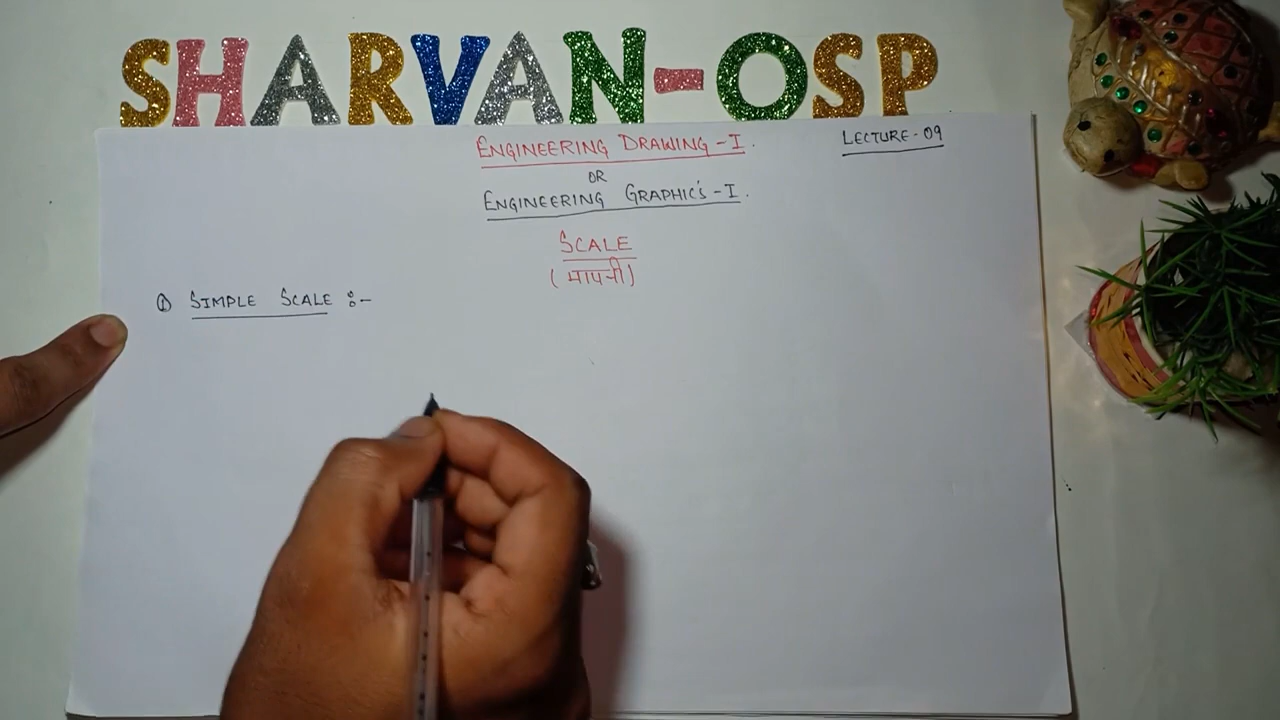 SHARVAN-OSP
ENGINEERING DRAWING-I.
LECTURE-09
OR
ENGINEERING GRAPHIC'S-I.
SCALE
(मापनी)
① SIMPLE SCALE :-